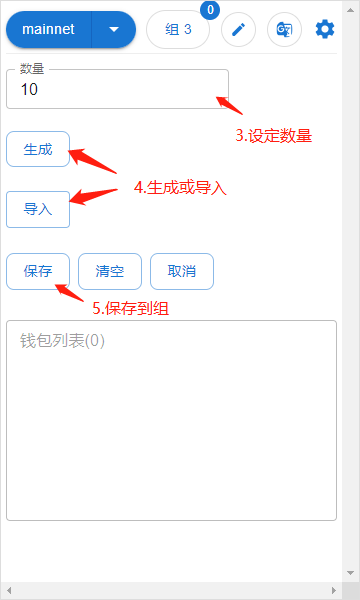 mainnet
组 3
0
数量
10
3.设定数量
生成
4.生成或导入
导入
保存
清空
取消
5.保存到组
钱包列表(0)